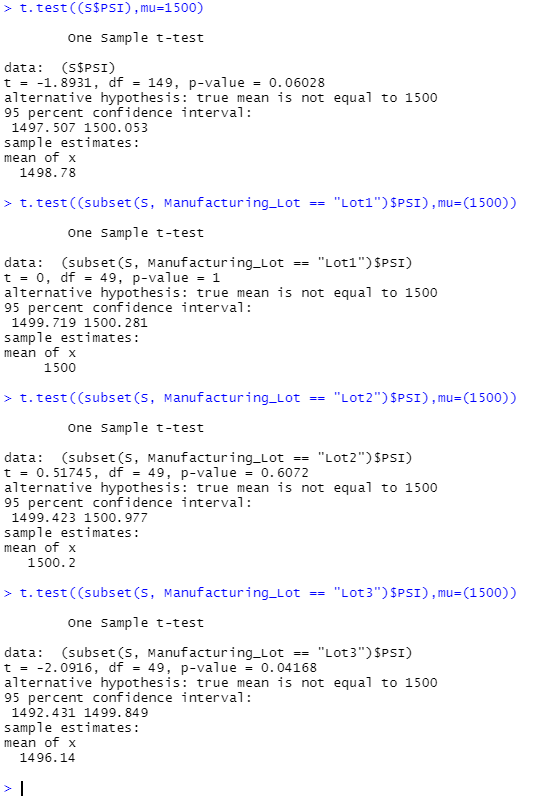 > t.test((S$PSI),mu=1500)
One Sample t-test
data:  (S$PSI)
t = -1.8931, df = 149, p-value = 0.06028
alternative hypothesis: true mean is not equal to 1500
95 percent confidence interval:
1497.507 1500.053
sample estimates:
mean of x
1498.78
> t.test((subset(S, Manufacturing_Lot == "Lot1")$PSI),mu=(1500))
One Sample t-test
data:  (subset(S, Manufacturing_Lot == "Lot1")$PSI)
t = 0, df = 49, p-value = 1
alternative hypothesis: true mean is not equal to 1500
95 percent confidence interval:
1499.719 1500.281
sample estimates:
mean of x
1500
> t.test((subset(S, Manufacturing_Lot == "Lot2")$PSI),mu=(1500))
One Sample t-test
data:  (subset(S, Manufacturing_Lot == "Lot2")$PSI)
t = 0.51745, df = 49, p-value = 0.6072
alternative hypothesis: true mean is not equal to 1500
95 percent confidence interval:
1499.423 1500.977
sample estimates:
mean of x
1500.2
> t.test((subset(S, Manufacturing_Lot == "Lot3")$PSI),mu=(1500))
One Sample t-test
data:  (subset(S, Manufacturing_Lot == "Lot3")$PSI)
t = -2.0916, df = 49, p-value = 0.04168
alternative hypothesis: true mean is not equal to 1500
95 percent confidence interval:
1492.431 1499.849
sample estimates:
mean of x
1496.14
>